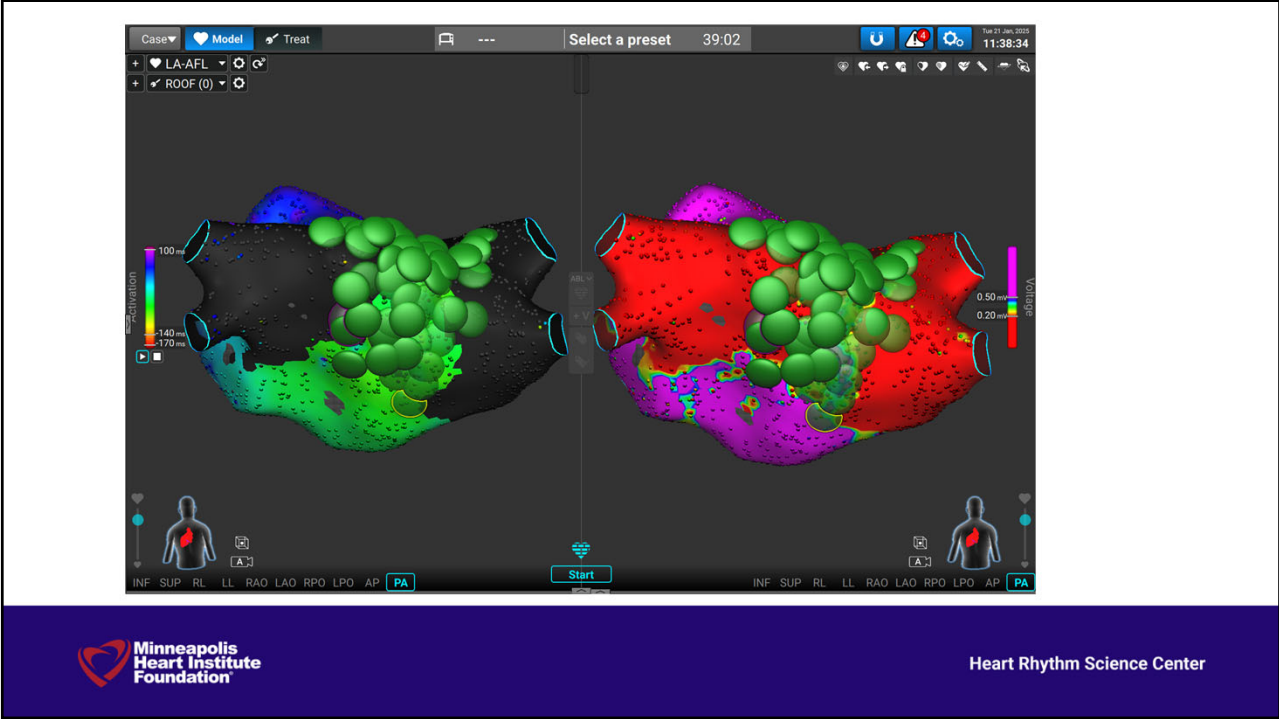 Case▾ Model Treat
--- Select a preset 39:02
4
Tue 21 Jan, 2025
11:38:34
+ LA-AFL
+ ROOF (0)
100 ms
Activation
-140 ms
-170 ms
ABL
0.50 mV
0.20 mV
Voltage
A
A
Start
INF SUP RL LL RAO LAO RPO LPO AP PA
INF SUP RL LL RAO LAO RPO LPO AP PA
Minneapolis
Heart Institute
Foundation®
Heart Rhythm Science Center